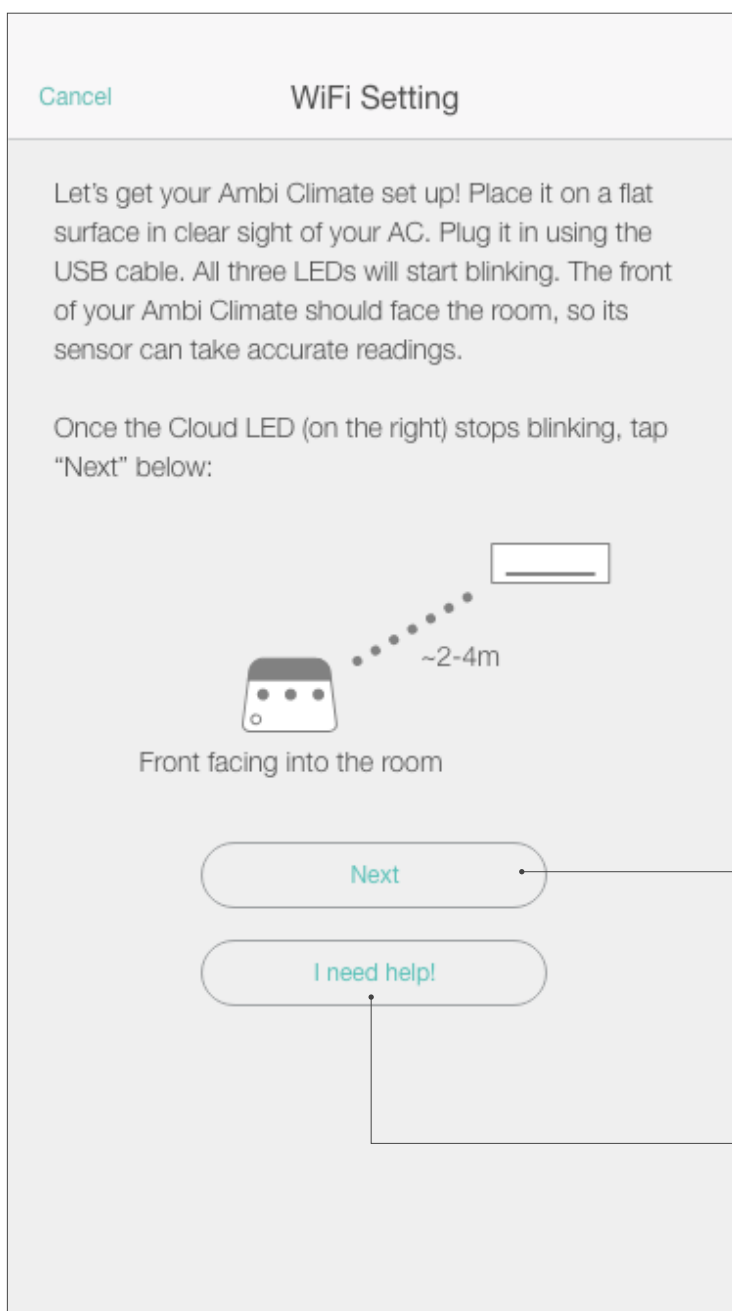 Cancel WiFi Setting
Let's get your Ambi Climate set up! Place it on a flat
surface in clear sight of your AC. Plug it in using the
USB cable. All three LEDs will start blinking. The front
of your Ambi Climate should face the room, so its
sensor can take accurate readings.
Once the Cloud LED (on the right) stops blinking, tap
“Next” below:
~2-4m
Front facing into the room
Next
I need help!